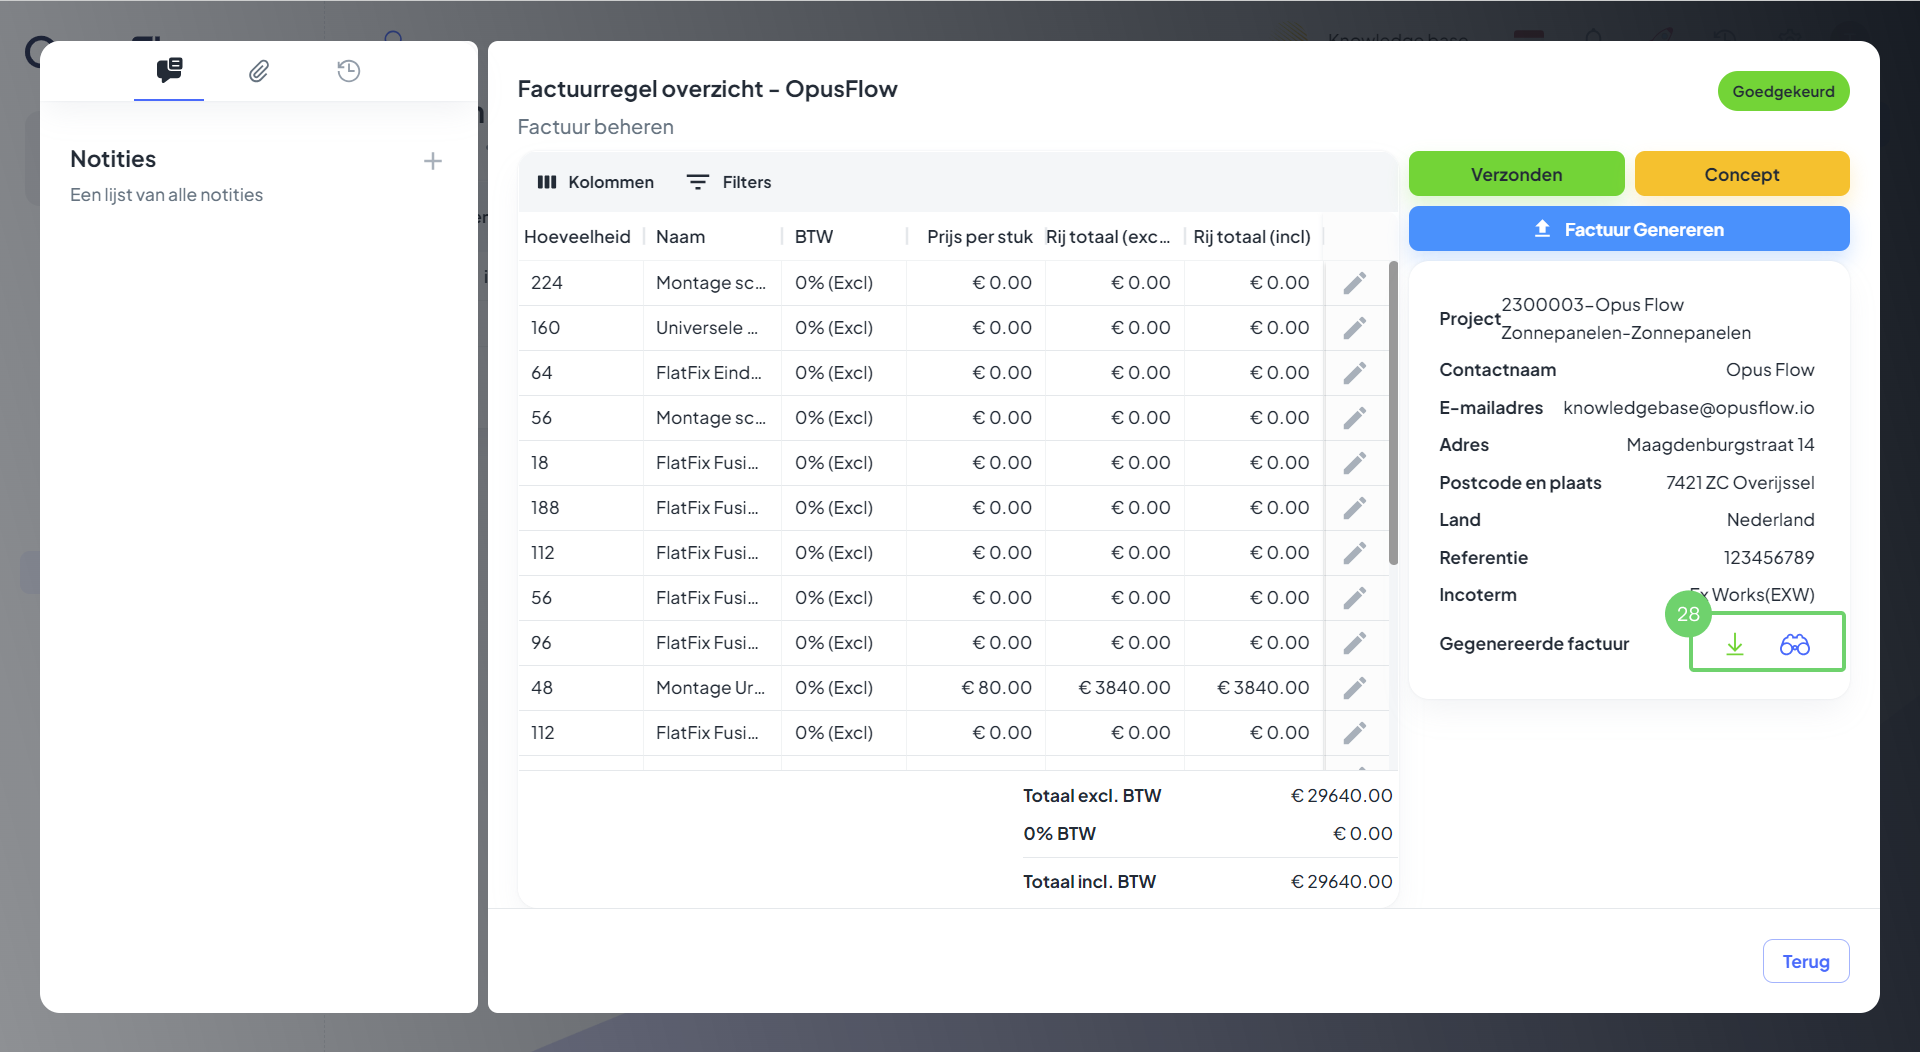 Knowledge base
Notities
Een lijst van alle notities
Factuurregel overzicht - OpusFlow
Factuur beheren
Goedgekeurd
Kolommen
Filters
Verzonden
Concept
Factuur Genereren
Hoeveelheid Naam BTW Prijs per stuk Rij totaal (exc... Rij totaal (incl)
224 Montage sc... 0% (Excl) € 0.00 € 0.00 € 0.00
160 Universele ... 0% (Excl) € 0.00 € 0.00 € 0.00
64 FlatFix Eind... 0% (Excl) € 0.00 € 0.00 € 0.00
56 Montage sc... 0% (Excl) € 0.00 € 0.00 € 0.00
18 FlatFix Fusi... 0% (Excl) € 0.00 € 0.00 € 0.00
188 FlatFix Fusi... 0% (Excl) € 0.00 € 0.00 € 0.00
112 FlatFix Fusi... 0% (Excl) € 0.00 € 0.00 € 0.00
56 FlatFix Fusi... 0% (Excl) € 0.00 € 0.00 € 0.00
96 FlatFix Fusi... 0% (Excl) € 0.00 € 0.00 € 0.00
48 Montage Ur... 0% (Excl) € 80.00 € 3840.00 € 3840.00
112 FlatFix Fusi... 0% (Excl) € 0.00 € 0.00 € 0.00
Totaal excl. BTW € 29640.00
0% BTW € 0.00
Totaal incl. BTW € 29640.00
Project 2300003-Opus Flow
Zonnepanelen-Zonnepanelen
Contactnaam Opus Flow
E-mailadres knowledgebase@opusflow.io
Adres Maagdenburgstraat 14
Postcode en plaats 7421 ZC Overijssel
Land Nederland
Referentie 123456789
Incoterm Ex Works(EXW)
28
Gegenereerde factuur
Terug